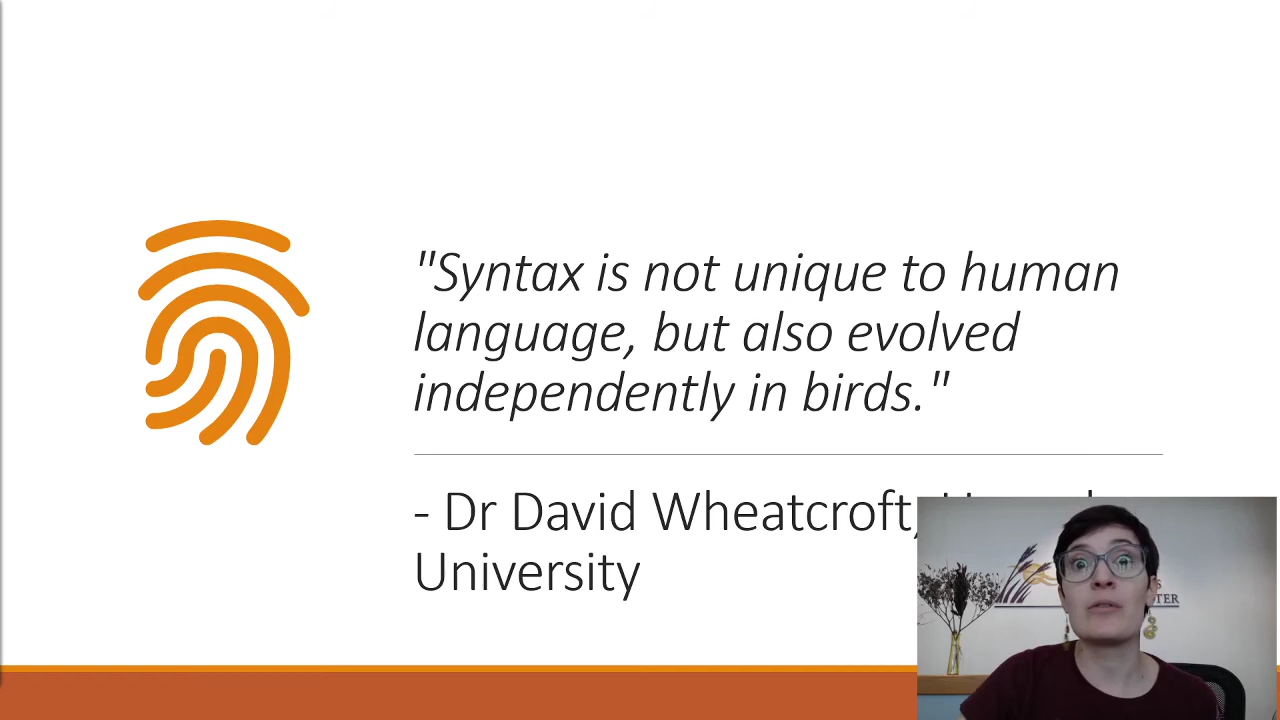 "Syntax is not unique to human
language, but also evolved
independently in birds."
- Dr David Wheatcroft,
University